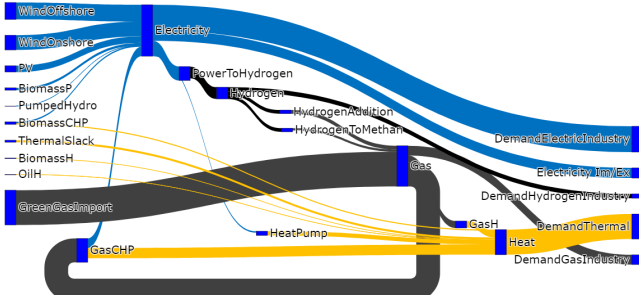 WindOffshore
WindOnshore
PV
BiomassP
PumpedHydro
BiomassCHP
ThermalSlack
BiomassH
OilH
GreenGasImport
Electricity
PowerToHydrogen
Hydrogen
HydrogenAddition
HydrogenToMethan
Gas
GasH
HeatPump
Heat
GasCHP
DemandElectricIndustry
Electricity Im/Ex
DemandHydrogenIndustry
DemandThermal
DemandGasIndustry